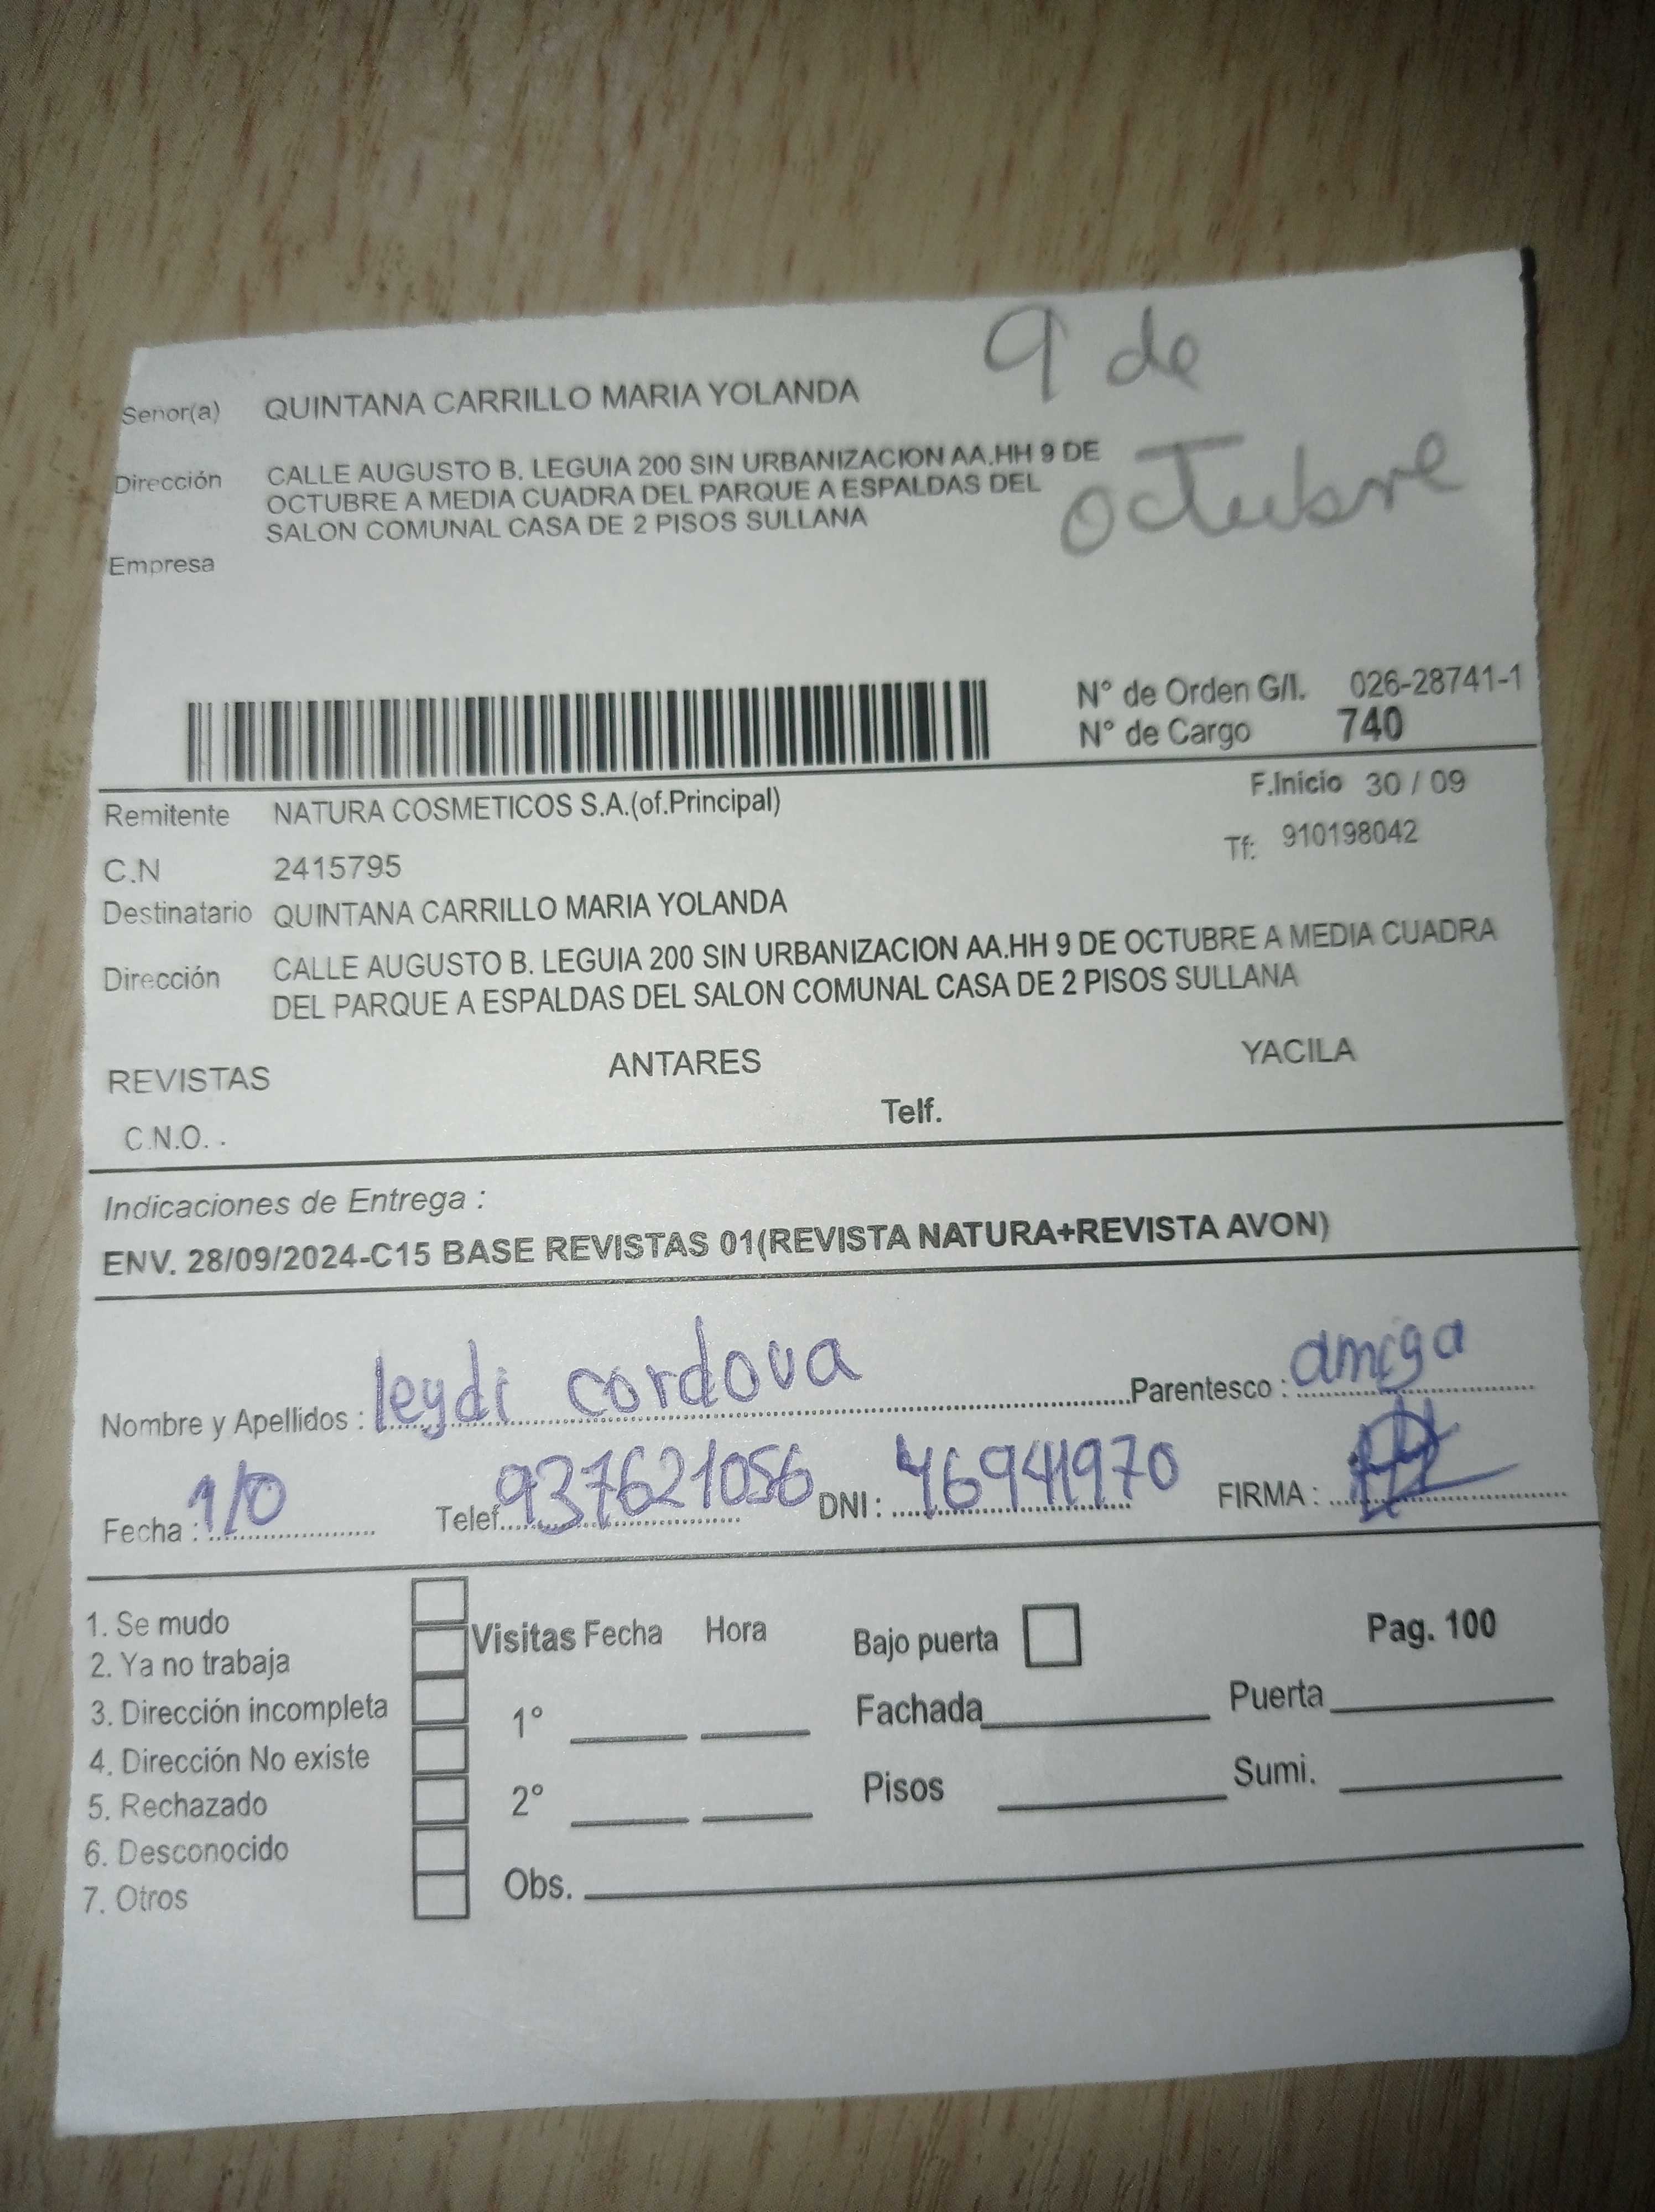 9 de
Señor(a) QUINTANA CARRILLO MARIA YOLANDA
octubre
Dirección CALLE AUGUSTO B. LEGUIA 200 SIN URBANIZACION AA.HH 9 DE
OCTUBRE A MEDIA CUADRA DEL PARQUE A ESPALDAS DEL
SALON COMUNAL CASA DE 2 PISOS SULLANA
Empresa
N° de Orden G/I. 026-28741-1
N° de Cargo 740
F.Inicio 30 / 09
Remitente NATURA COSMETICOS S.A.(of.Principal)
Tf: 910198042
C.N 2415795
Destinatario QUINTANA CARRILLO MARIA YOLANDA
Dirección CALLE AUGUSTO B. LEGUIA 200 SIN URBANIZACION AA.HH 9 DE OCTUBRE A MEDIA CUADRA
DEL PARQUE A ESPALDAS DEL SALON COMUNAL CASA DE 2 PISOS SULLANA
REVISTAS ANTARES YACILA
C.N.O. . Telf.
Indicaciones de Entrega :
ENV. 28/09/2024-C15 BASE REVISTAS 01(REVISTA NATURA+REVISTA AVON)
Nombre y Apellidos : leydi cordova Parentesco : amiga
Fecha : 1/0 Telef. 937621056 DNI : 46941970 FIRMA :
1. Se mudo
2. Ya no trabaja
3. Dirección incompleta
4. Dirección No existe
5. Rechazado
6. Desconocido
7. Otros
Visitas Fecha Hora
1°
2°
Obs.
Bajo puerta Pag. 100
Fachada Puerta
Pisos Sumi.